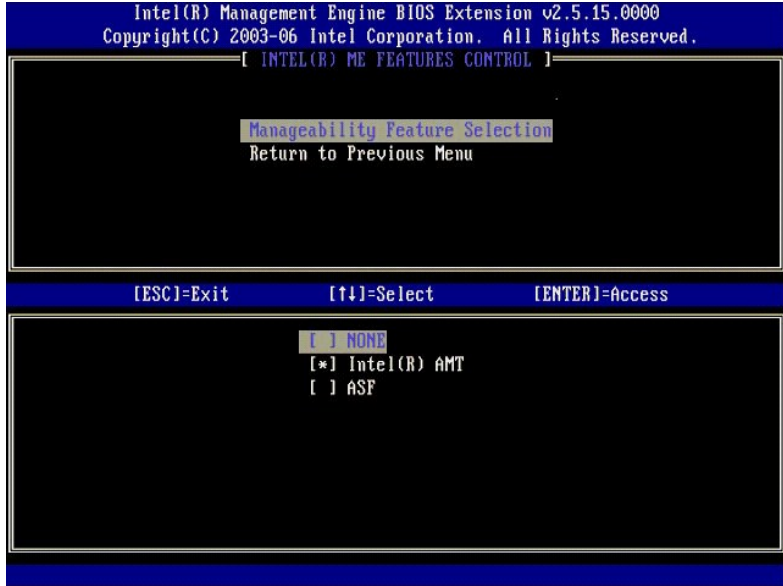 Intel(R) Management Engine BIOS Extension v2.5.15.0000
Copyright(C) 2003-06 Intel Corporation.  All Rights Reserved.
[ INTEL(R) ME FEATURES CONTROL ]
Manageability Feature Selection
Return to Previous Menu
[ESC]=Exit [↑↓]=Select [ENTER]=Access
[ ] NONE
[*] Intel(R) AMT
[ ] ASF